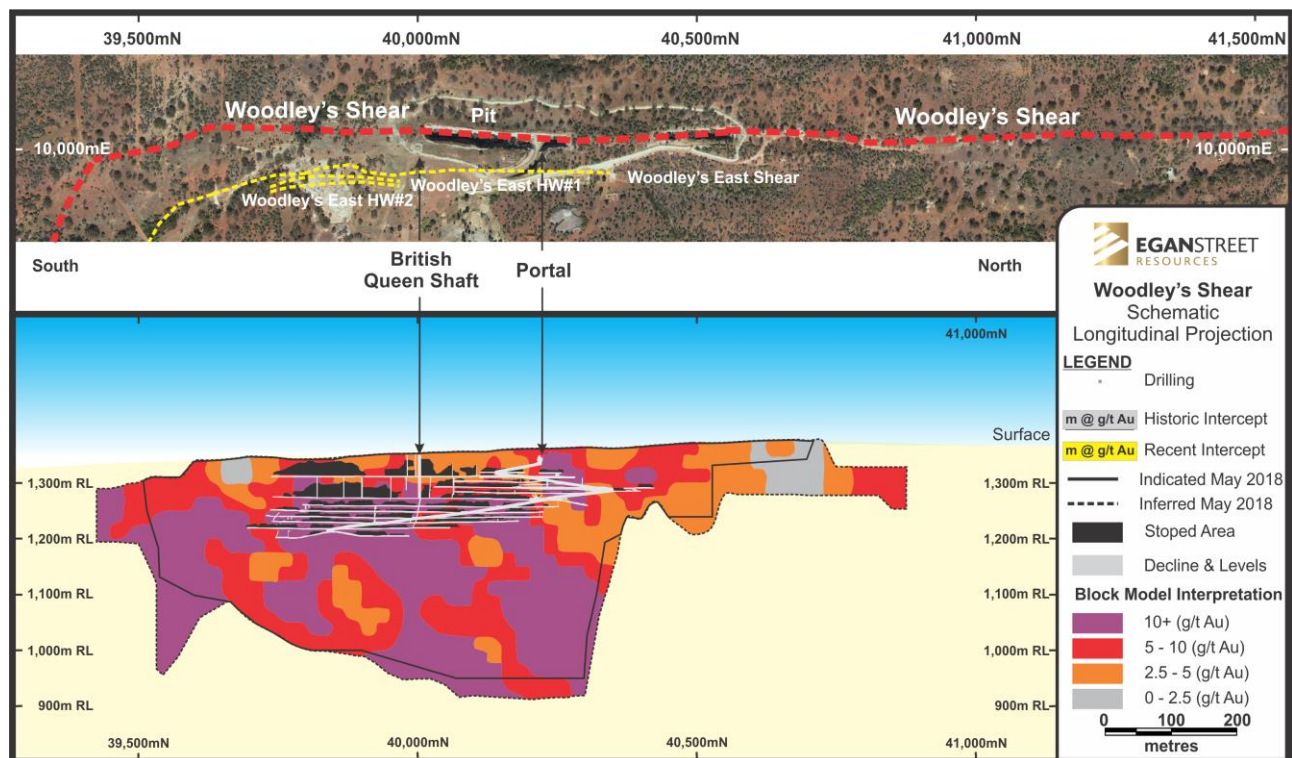 39,500mN 40,000mN 40,500mN 41,000mN 41,500mN
Woodley's Shear
Pit
Woodley's Shear
10,000mE
10,000mE
Woodley's East HW#1
Woodley's East Shear
Woodley's East HW#2
South
British
Queen Shaft
Portal
North
41,000mN
Surface
1,300m RL
1,300m RL
1,200m RL
1,200m RL
1,100m RL
1,100m RL
1,000m RL
1,000m RL
900m RL
900m RL
39,500mN 40,000mN 40,500mN 41,000mN
EGANSTREET
RESOURCES
Woodley's Shear
Schematic
Longitudinal Projection
LEGEND
Drilling
m @ g/t Au Historic Intercept
m @ g/t Au Recent Intercept
Indicated May 2018
Inferred May 2018
Stoped Area
Decline & Levels
Block Model Interpretation
10+ (g/t Au)
5 - 10 (g/t Au)
2.5 - 5 (g/t Au)
0 - 2.5 (g/t Au)
0 100 200
metres